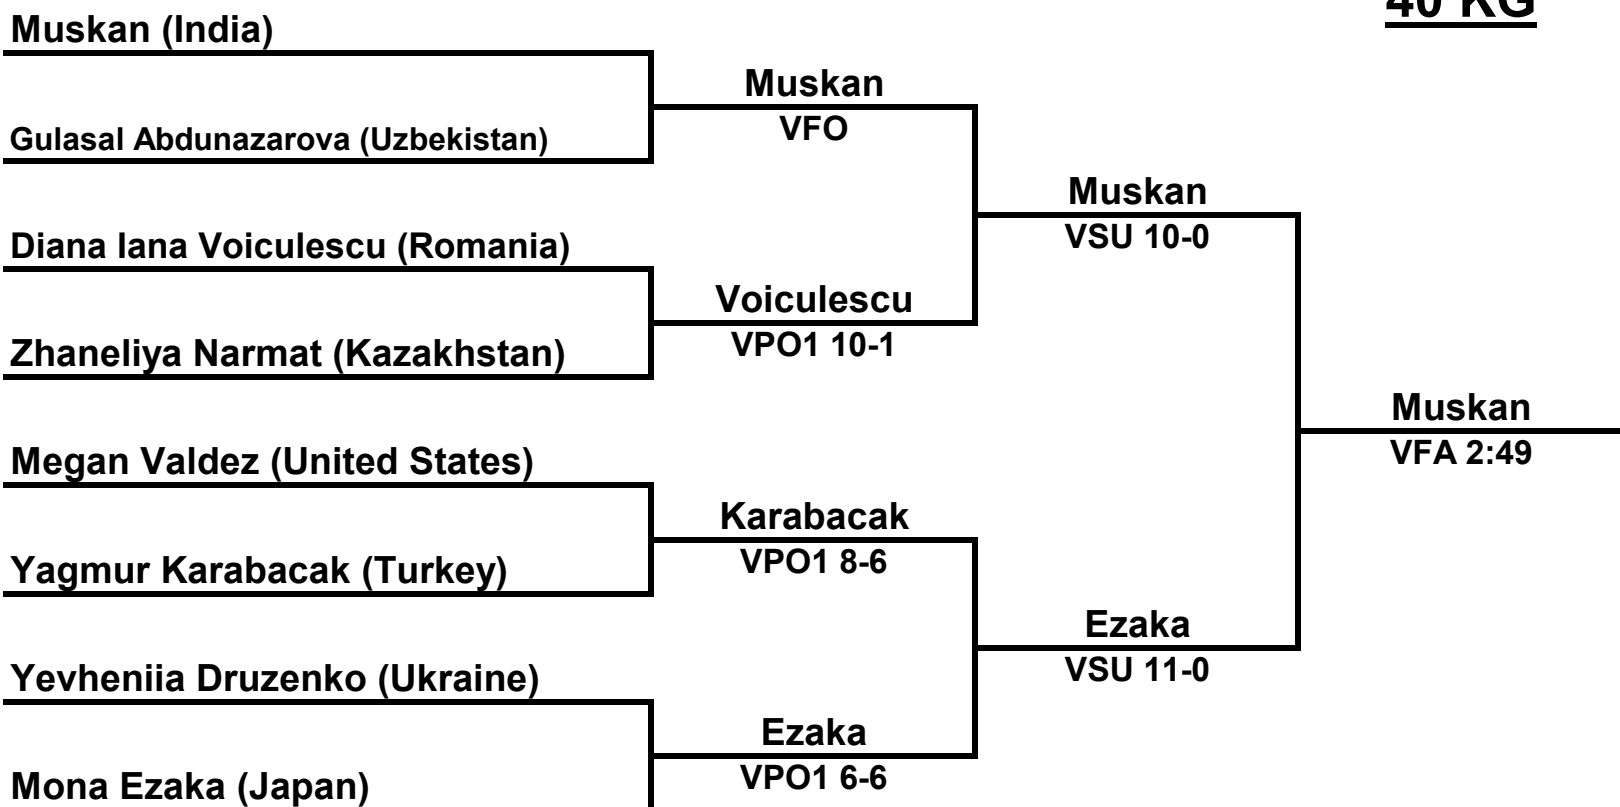 40 KG
Muskan (India)
Muskan
VFO
Gulasal Abdunazarova (Uzbekistan)
Muskan
VSU 10-0
Diana Iana Voiculescu (Romania)
Voiculescu
VPO1 10-1
Zhaneliya Narmat (Kazakhstan)
Muskan
VFA 2:49
Megan Valdez (United States)
Karabacak
VPO1 8-6
Yagmur Karabacak (Turkey)
Ezaka
VSU 11-0
Yevheniia Druzenko (Ukraine)
Ezaka
VPO1 6-6
Mona Ezaka (Japan)